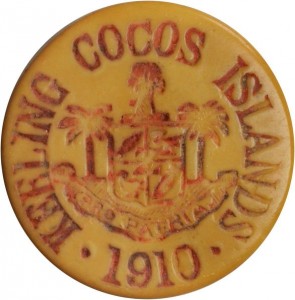 KEELING COCOS ISLANDS
PRO PATRIA
· 1910 ·